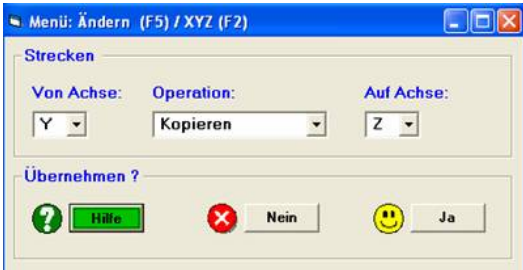 Menü: Ändern (F5) / XYZ (F2)
Strecken
Von Achse: Operation: Auf Achse:
Y Kopieren Z
Übernehmen ?
? Hilfe Nein Ja